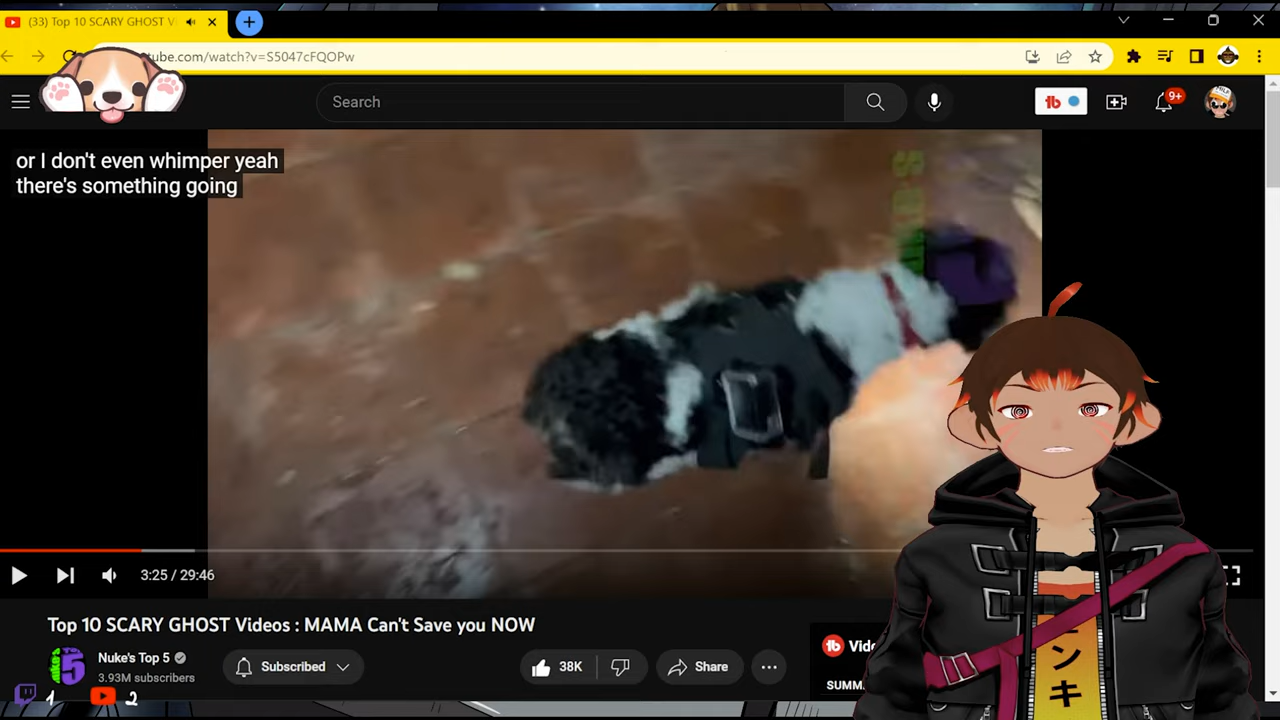 (33) Top 10 SCARY GHOST Vi
tube.com/watch?v=S5047cFQOPw
Search
9+
or I don't even whimper yeah
there's something going
3:25 / 29:46
Top 10 SCARY GHOST Videos : MAMA Can't Save you NOW
Nuke's Top 5
3.93M subscribers
Subscribed
38K
Share
tb
Vide
SUMM
1
2
ンキ